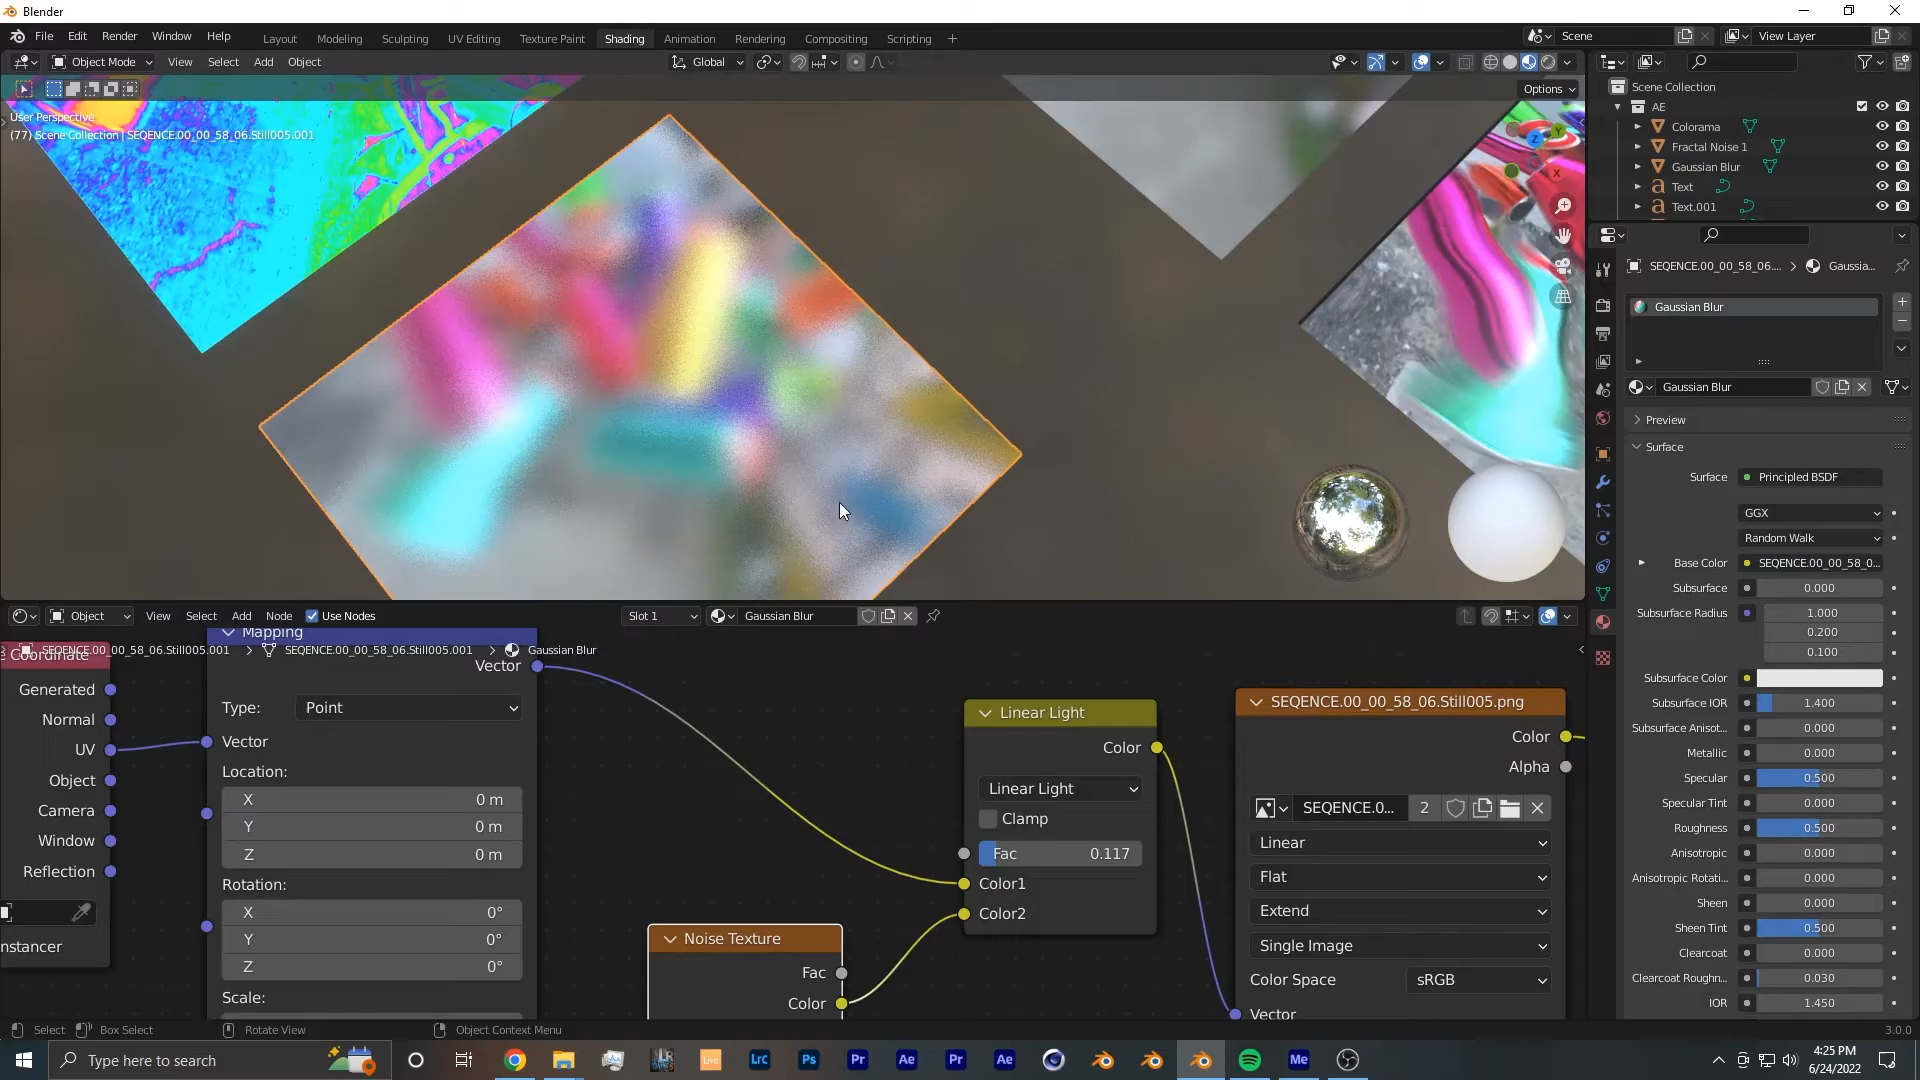 Blender
File Edit Render Window Help
Layout Modeling Sculpting UV Editing Texture Paint Shading Animation Rendering Compositing Scripting +
Scene
View Layer
Object Mode
View Select Add Object
Global
Options
User Perspective
(77) Scene Collection | SEQENCE.00_00_58_06.Still005.001
Scene Collection
AE
Colorama
Fractal Noise 1
Gaussian Blur
Text
Text.001
Z
Y
X
SEQENCE.00_00_58_06....
Gaussia...
Gaussian Blur
Gaussian Blur
Preview
Surface
Surface Principled BSDF
GGX
Random Walk
Base Color SEQENCE.00_00_58_0...
Subsurface 0.000
Subsurface Radius 1.000
0.200
0.100
Subsurface Color
Subsurface IOR 1.400
Subsurface Anisot... 0.000
Metallic 0.000
Specular 0.500
Specular Tint 0.000
Roughness 0.500
Anisotropic 0.000
Anisotropic Rotati... 0.000
Sheen 0.000
Sheen Tint 0.500
Clearcoat 0.000
Clearcoat Roughn... 0.030
IOR 1.450
Object
View Select Add Node Use Nodes
Slot 1
Gaussian Blur
SEQENCE.00_00_58_06.Still005.001 > SEQENCE.00_00_58_06.Still005.001 > Gaussian Blur
e Coordinate
Generated
Normal
UV
Object
Camera
Window
Reflection
nstancer
Mapping
Vector
Type: Point
Vector
Location:
X 0 m
Y 0 m
Z 0 m
Rotation:
X 0°
Y 0°
Z 0°
Scale:
Noise Texture
Fac
Color
Linear Light
Color
Linear Light
Clamp
Fac 0.117
Color1
Color2
SEQENCE.00_00_58_06.Still005.png
Color
Alpha
SEQENCE.0... 2
Linear
Flat
Extend
Single Image
Color Space sRGB
Vector
Select Box Select Rotate View Object Context Menu
3.0.0
Type here to search
Live
LrC
Ps
Pr
Ae
Pr
Ae
Me
4:25 PM
6/24/2022